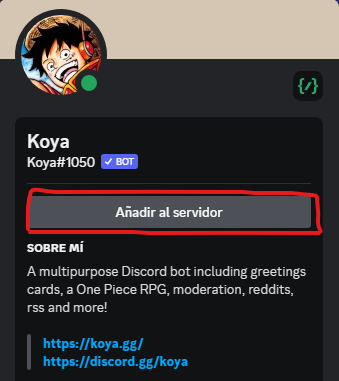 Koya
Koya#1050 ✓ BOT
Añadir al servidor
SOBRE MÍ
A multipurpose Discord bot including greetings
cards, a One Piece RPG, moderation, reddits,
rss and more!
https://koya.gg/
https://discord.gg/koya